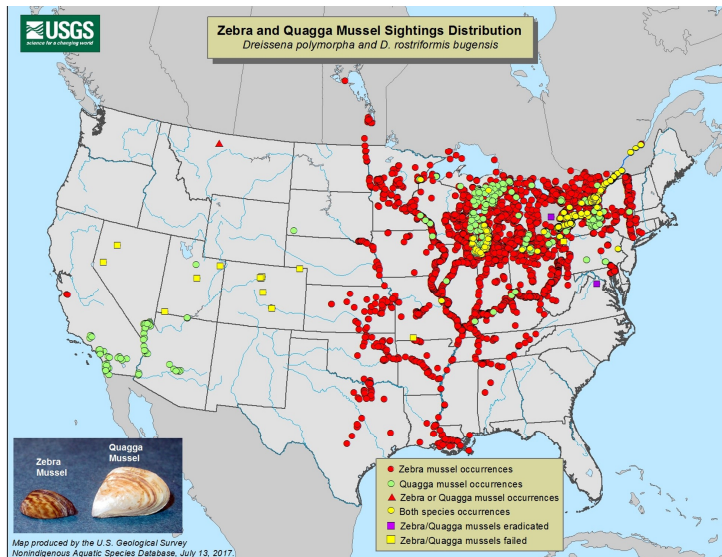 USGS
science for a changing world
Zebra and Quagga Mussel Sightings Distribution
Dreissena polymorpha and D. rostriformis bugensis
Zebra
Mussel
Quagga
Mussel
Zebra mussel occurrences
Quagga mussel occurrences
Zebra or Quagga mussel occurrences
Both species occurrences
Zebra/Quagga mussels eradicated
Zebra/Quagga mussels failed
Map produced by the U.S. Geological Survey
Nonindigenous Aquatic Species Database, July 13, 2017.